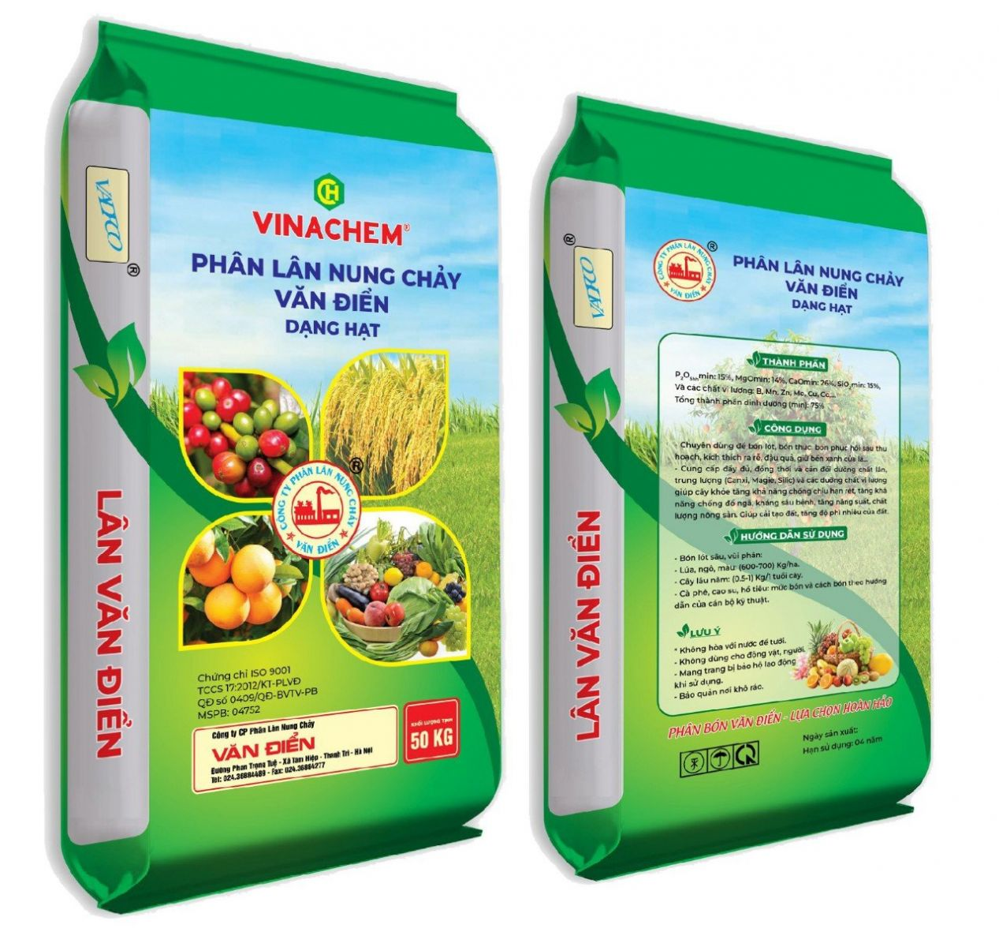 VADCO
®
LÂN VĂN ĐIỂN
CH
VINACHEM®
PHÂN LÂN NUNG CHẢY
VĂN ĐIỂN
DẠNG HẠT
CÔNG TY PHÂN LÂN NUNG CHẢY
VĂN ĐIỂN
®
Chứng chỉ ISO 9001
TCCS 17:2012/KT-PLVĐ
QĐ số 0409/QĐ-BVTV-PB
MSPB: 04752
Công ty CP Phân Lân Nung Chảy
VĂN ĐIỂN
Đường Phan Trọng Tuệ - Xã Tam Hiệp - Thanh Trì - Hà Nội
Tel: 024.36884489 - Fax: 024.36884277
KHỐI LƯỢNG TỊNH
50 KG
®
VADCO
LÂN VĂN ĐIỂN
CÔNG TY PHÂN LÂN NUNG CHẢY
VĂN ĐIỂN
®
PHÂN LÂN NUNG CHẢY
VĂN ĐIỂN
DẠNG HẠT
THÀNH PHẦN
P₂O₅hh min: 15%, MgOmin: 14%, CaOmin: 26%, SiO₂min: 15%,
Và các chất vi lượng: B, Mn, Zn, Mo, Cu, Co,...
Tổng thành phần dinh dưỡng (min): 75%
CÔNG DỤNG
Chuyên dùng để bón lót, bón thúc, bón phục hồi sau thu
hoạch, kích thích ra rễ, đậu quả, giữ bền xanh của lá...
- Cung cấp đầy đủ, đồng thời và cân đối dưỡng chất lân,
trung lượng (Canxi, Magie, Silic) và các dưỡng chất vi lượng
giúp cây khỏe tăng khả năng chống chịu hạn rét, tăng khả
năng chống đổ ngã, kháng sâu bệnh, tăng năng suất, chất
lượng nông sản. Giúp cải tạo đất, tăng độ phì nhiêu của đất.
HƯỚNG DẪN SỬ DỤNG
- Bón lót sâu, vùi phân:
- Lúa, ngô, màu: (600-700) Kg/ha.
- Cây lâu năm: (0.5-1) Kg/1 tuổi cây.
- Cà phê, cao su, hồ tiêu: mức bón và cách bón theo hướng
dẫn của cán bộ kỹ thuật.
LƯU Ý
* Không hòa với nước để tưới.
- Không dùng cho động vật, người.
- Mang trang bị bảo hộ lao động
khi sử dụng.
- Bảo quản nơi khô ráo.
PHÂN BÓN VĂN ĐIỂN - LỰA CHỌN HOÀN HẢO
Ngày sản xuất:
Hạn sử dụng: 04 năm